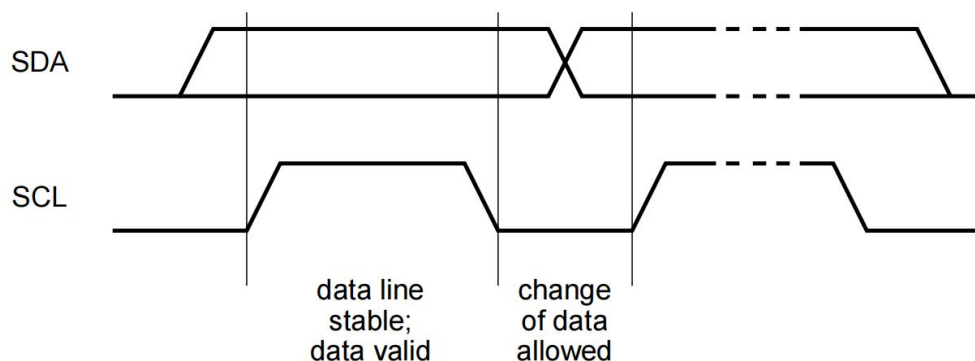 SDA
SCL
data line
stable;
data valid
change
of data
allowed